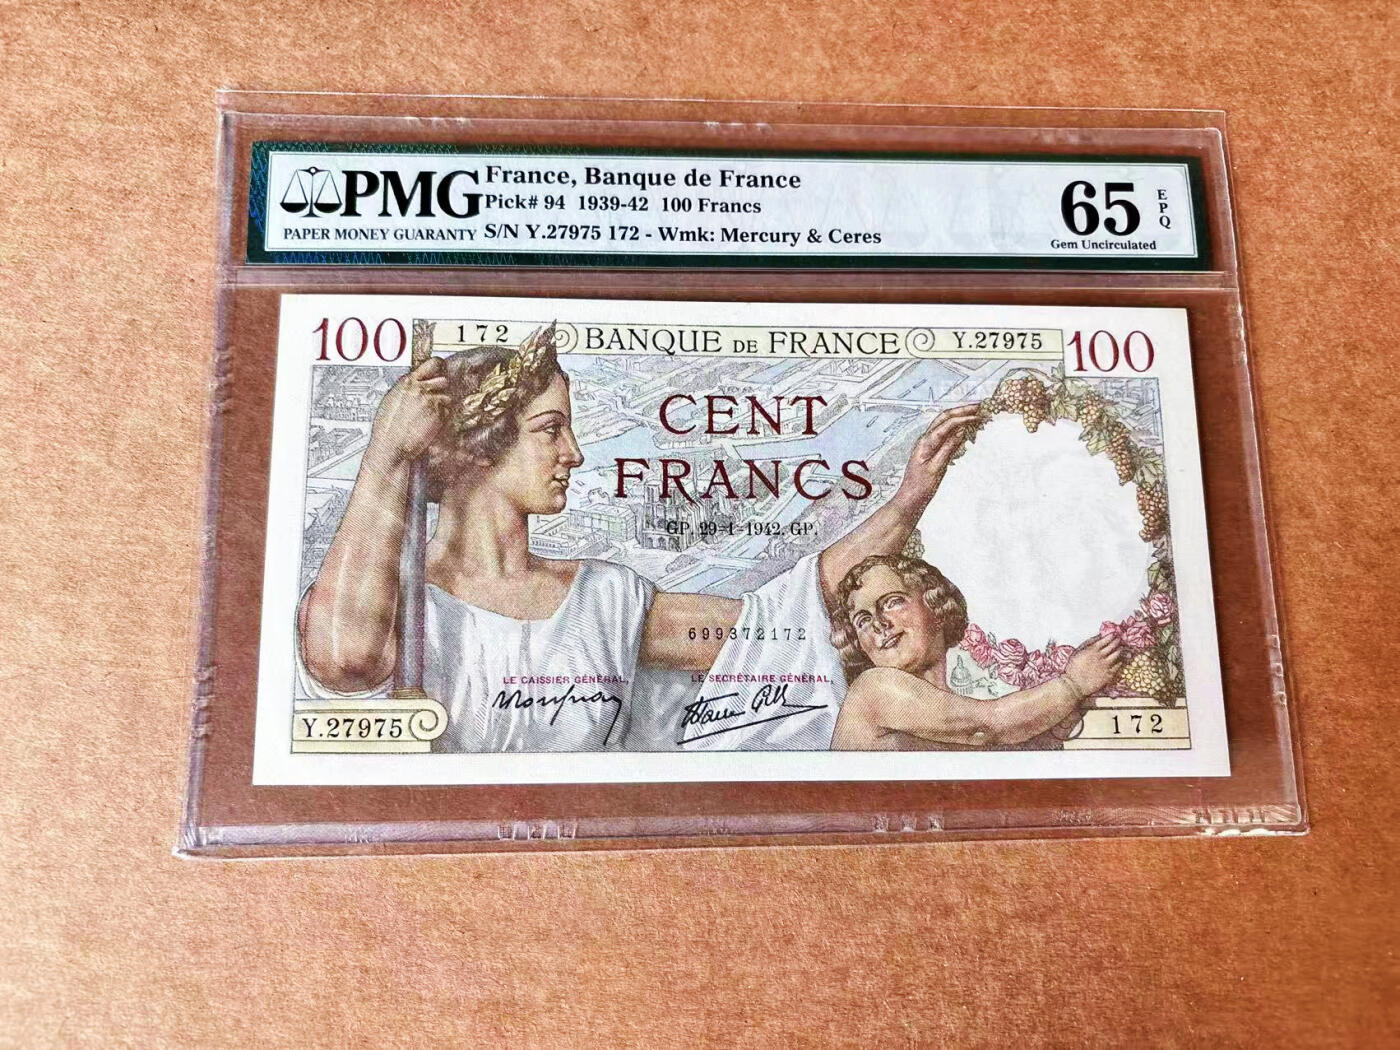 PMG
PAPER MONEY GUARANTY
France, Banque de France
Pick# 94 1939-42 100 Francs
S/N Y.27975 172 - Wmk: Mercury & Ceres
65
EPQ
Gem Uncirculated
100
172
BANQUE DE FRANCE
Y.27975
100
CENT
FRANCS
GP. 29=1=1942. GP.
699372172
LE CAISSIER GÉNÉRAL,
LE SECRÉTAIRE GÉNÉRAL,
Y.27975
172